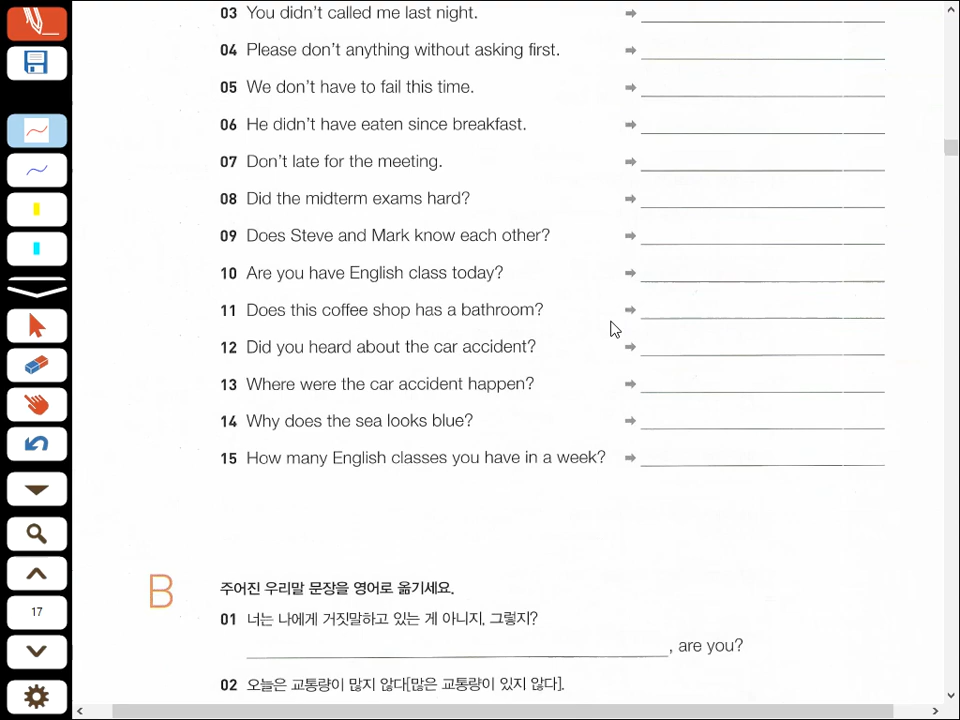 03 You didn't called me last night. ➡
04 Please don't anything without asking first. ➡
05 We don't have to fail this time. ➡
06 He didn't have eaten since breakfast. ➡
07 Don't late for the meeting. ➡
08 Did the midterm exams hard? ➡
09 Does Steve and Mark know each other? ➡
10 Are you have English class today? ➡
11 Does this coffee shop has a bathroom? ➡
12 Did you heard about the car accident? ➡
13 Where were the car accident happen? ➡
14 Why does the sea looks blue? ➡
15 How many English classes you have in a week? ➡
B 주어진 우리말 문장을 영어로 옮기세요.
01 너는 나에게 거짓말하고 있는 게 아니지, 그렇지?
, are you?
02 오늘은 교통량이 많지 않다[많은 교통량이 있지 않다].
17